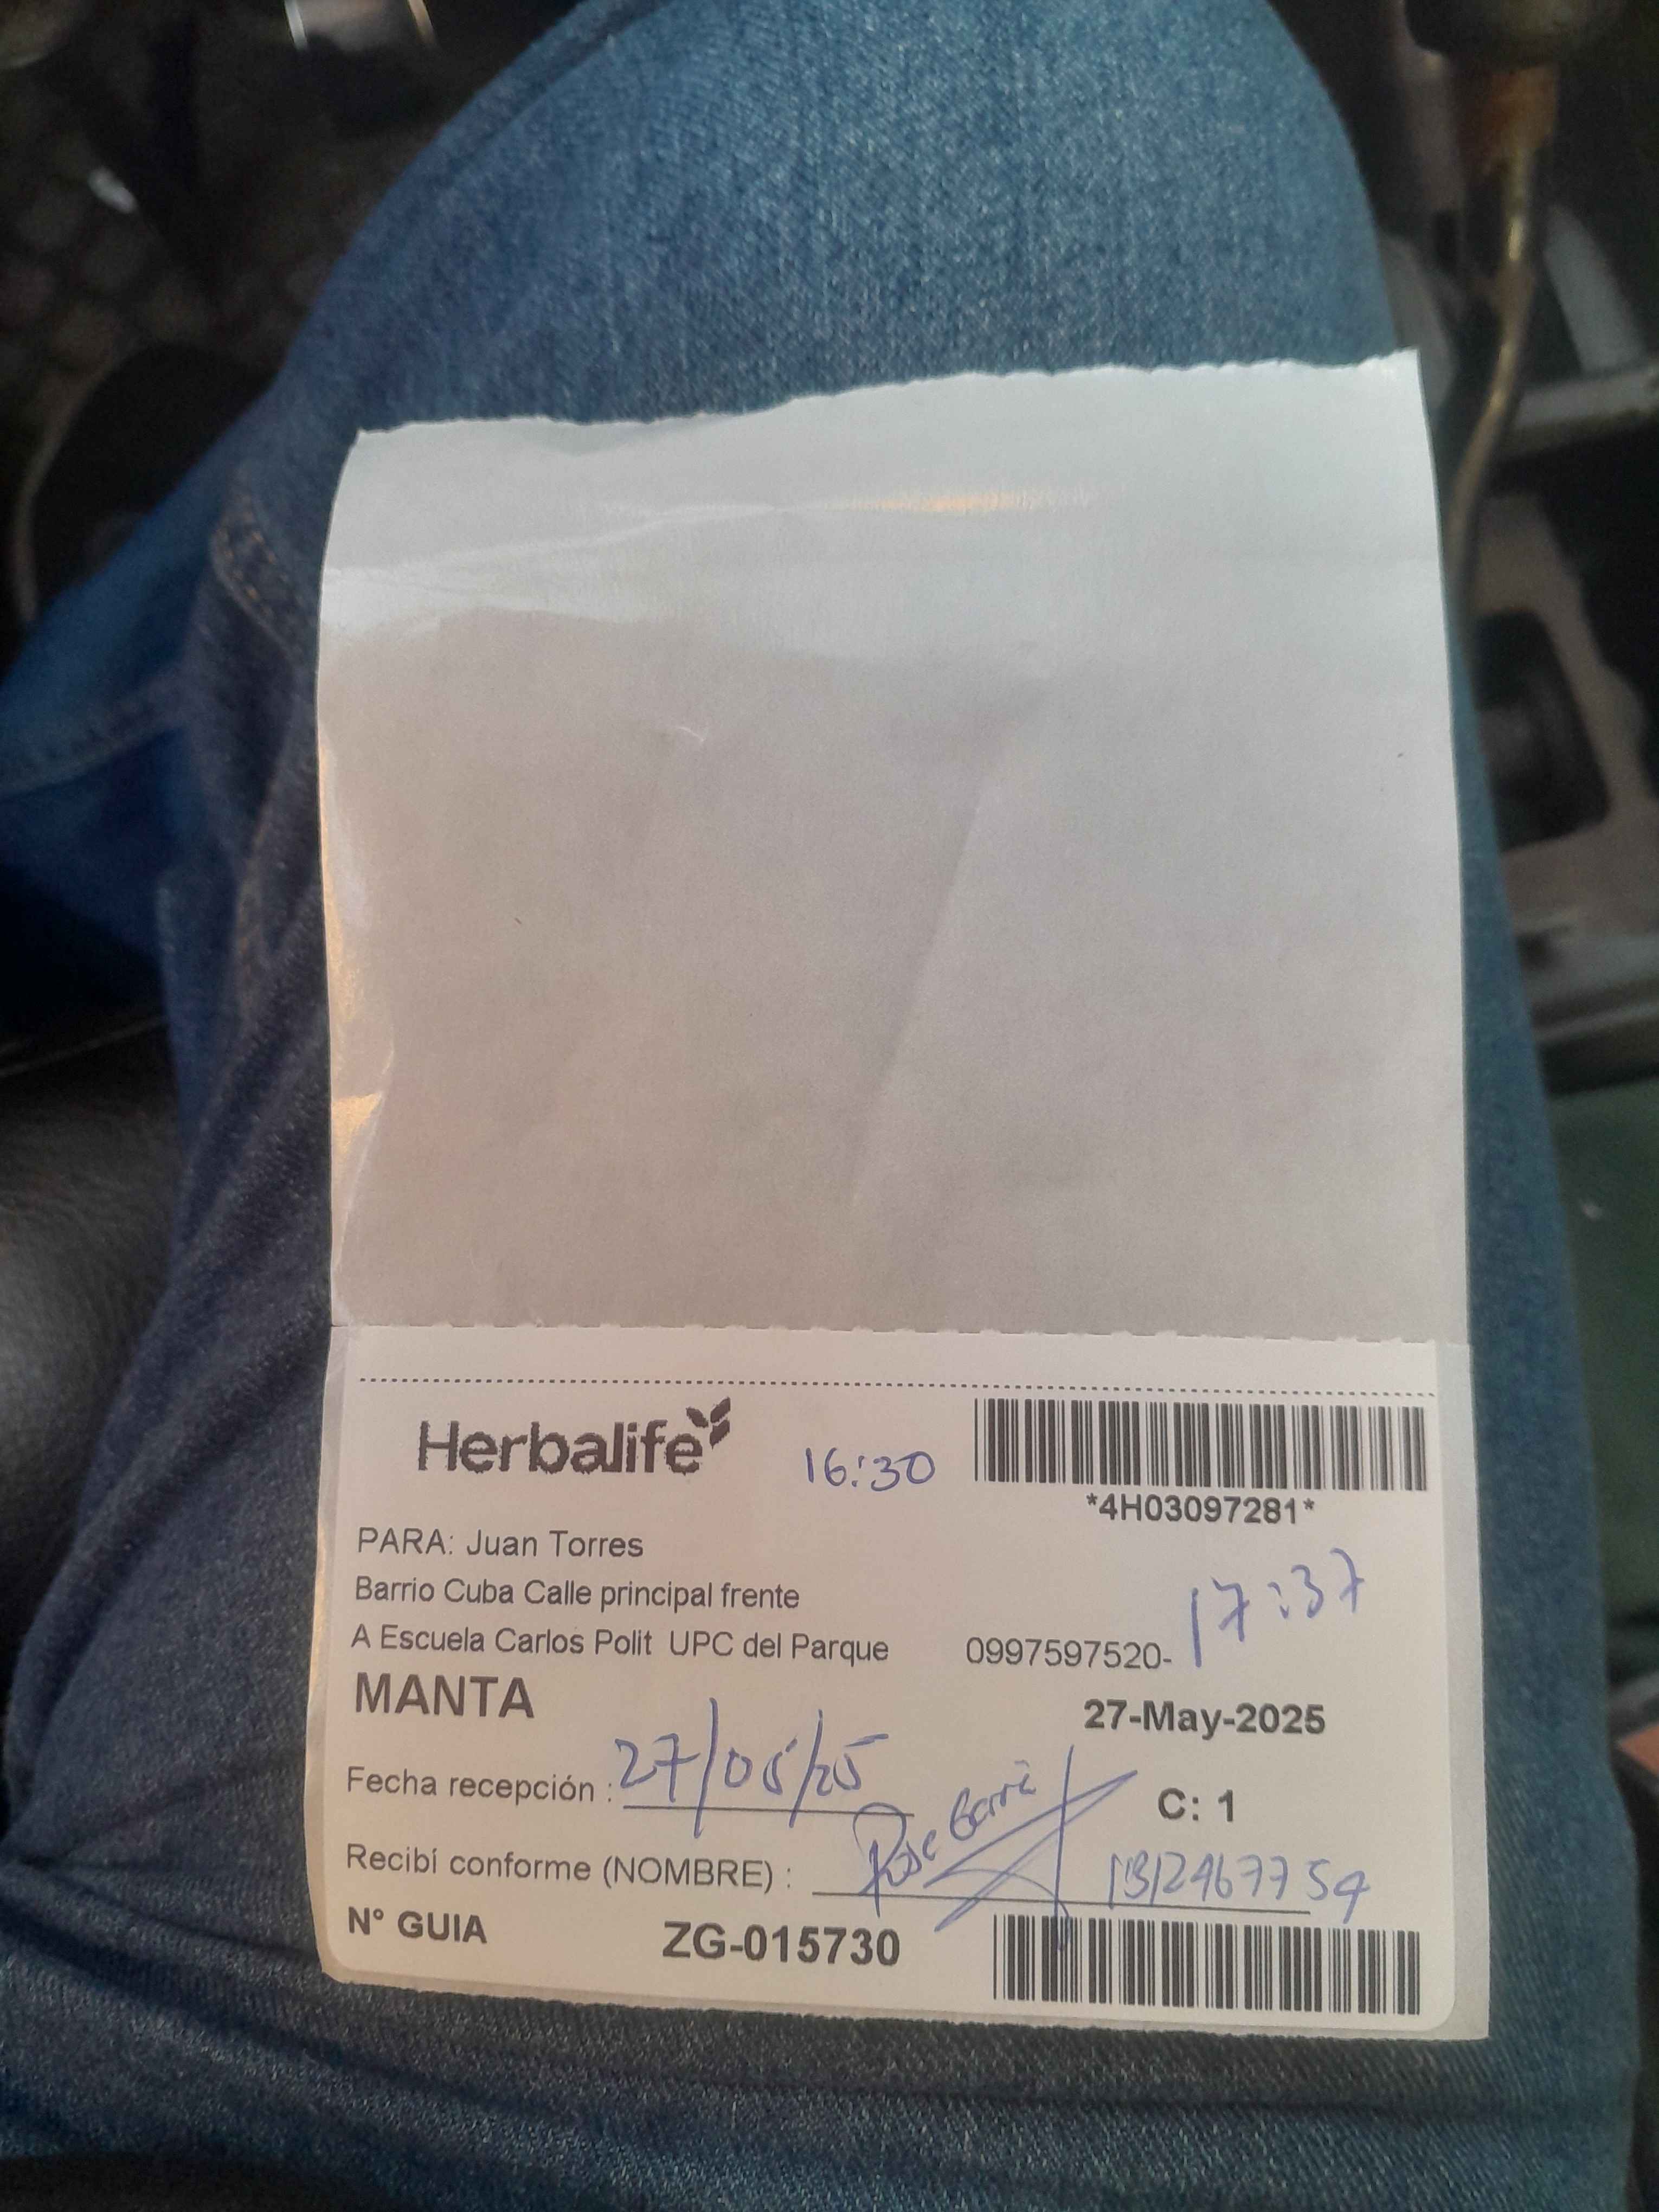 Herbalife
16:30
*4H03097281*
PARA: Juan Torres
Barrio Cuba Calle principal frente
17:37
A Escuela Carlos Polit UPC del Parque 0997597520-
MANTA
27-May-2025
Fecha recepción : 27/05/25
C: 1
Recibí conforme (NOMBRE) : Rose
N° GUIA ZG-015730